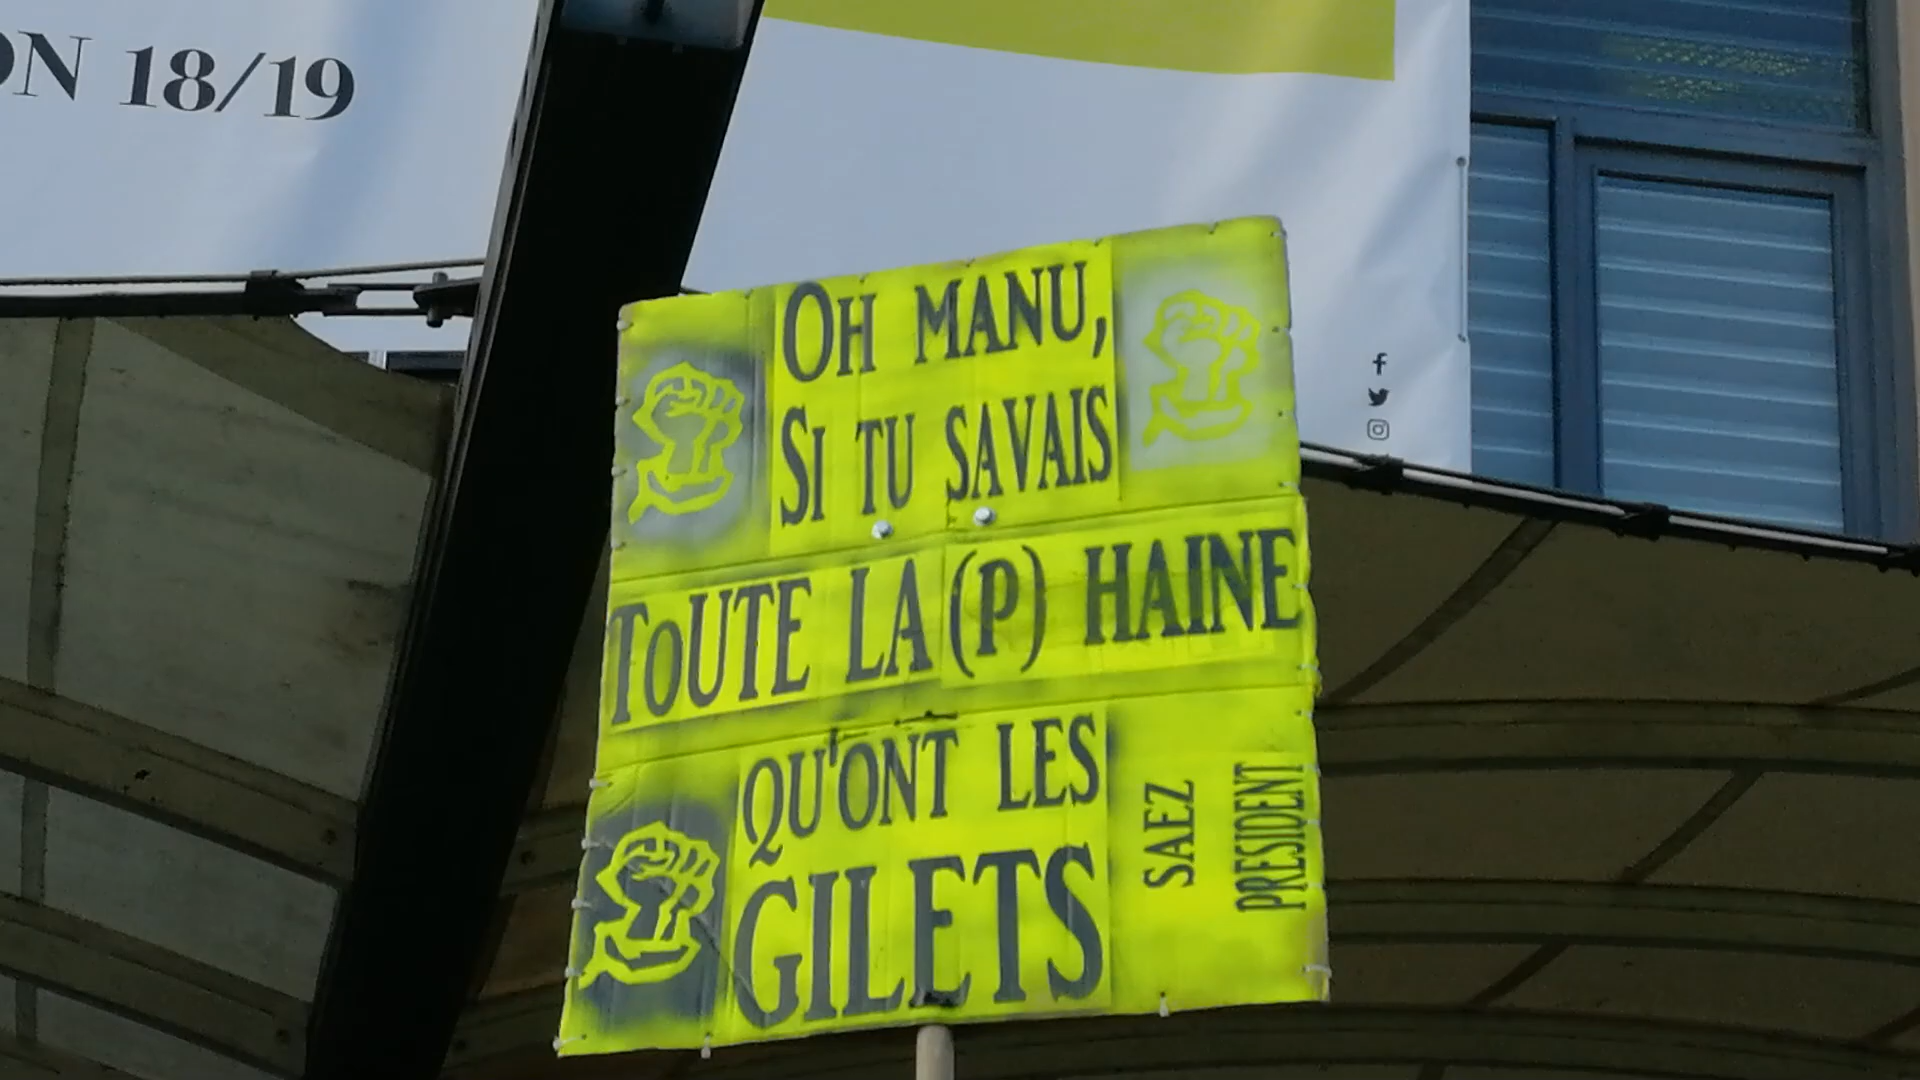 ON 18/19
OH MANU,
SI TU SAVAIS
TOUTE LA (P) HAINE
QU'ONT LES
GILETS
SAEZ
PRESIDENT